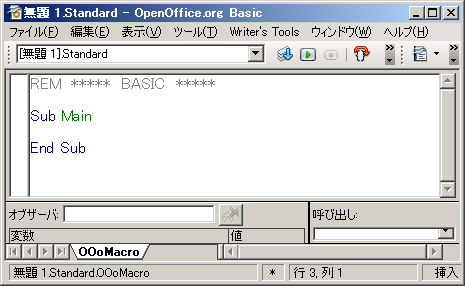 無題 1.Standard - OpenOffice.org Basic
ファイル(F) 編集(E) 表示(V) ツール(T) Writer's Tools ウィンドウ(W) ヘルプ(H)
[無題 1].Standard
REM ***** BASIC *****
Sub Main
End Sub
オブザーバ: 呼び出し:
変数 値
OOoMacro
無題 1.Standard.OOoMacro * 行 3, 列 1 挿入